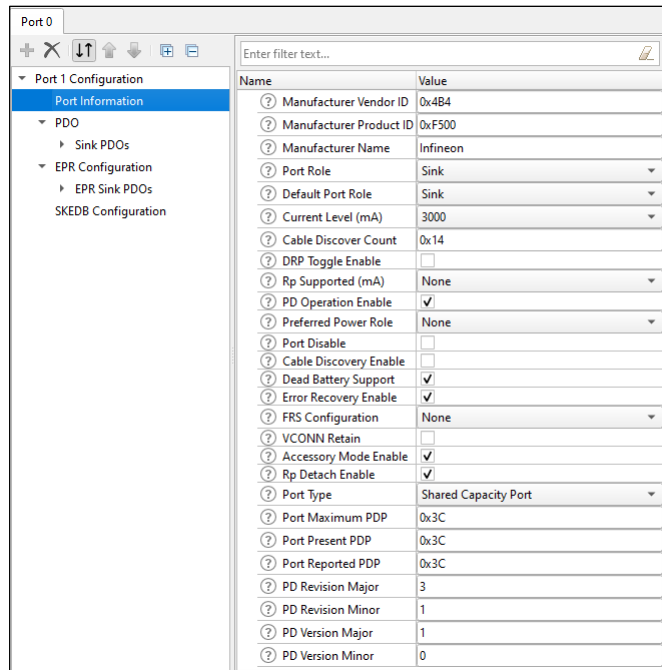 Port 0
Enter filter text...
Port 1 Configuration
Port Information
PDO
Sink PDOs
EPR Configuration
EPR Sink PDOs
SKEDB Configuration
Name Value
? Manufacturer Vendor ID 0x4B4
? Manufacturer Product ID 0xF500
? Manufacturer Name Infineon
? Port Role Sink
? Default Port Role Sink
? Current Level (mA) 3000
? Cable Discover Count 0x14
? DRP Toggle Enable
? Rp Supported (mA) None
? PD Operation Enable
? Preferred Power Role None
? Port Disable
? Cable Discovery Enable
? Dead Battery Support
? Error Recovery Enable
? FRS Configuration None
? VCONN Retain
? Accessory Mode Enable
? Rp Detach Enable
? Port Type Shared Capacity Port
? Port Maximum PDP 0x3C
? Port Present PDP 0x3C
? Port Reported PDP 0x3C
? PD Revision Major 3
? PD Revision Minor 1
? PD Version Major 1
? PD Version Minor 0